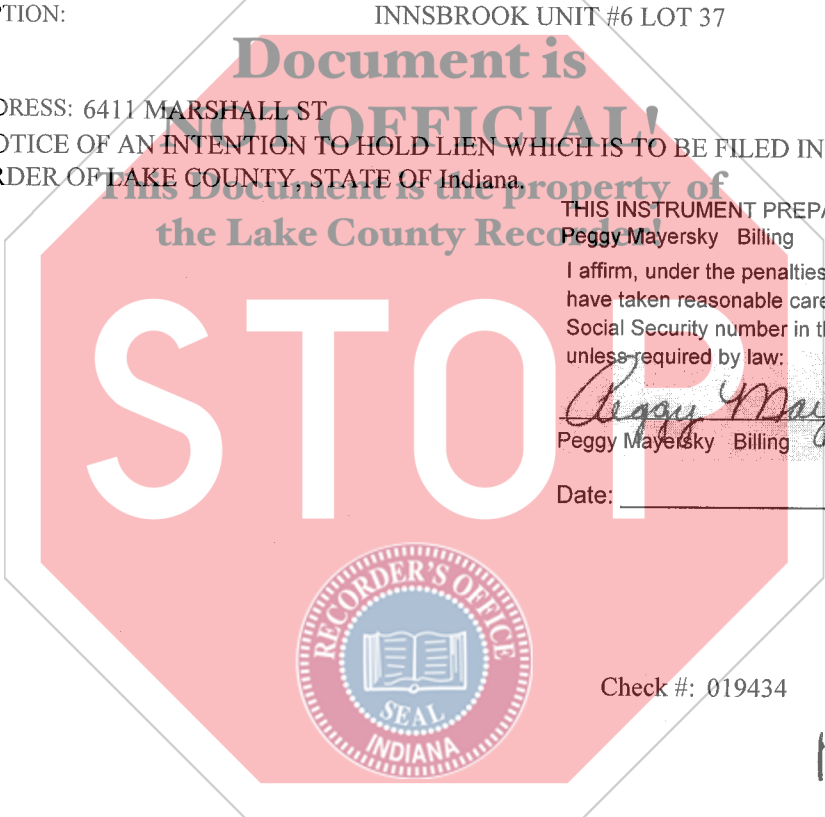 PTION: INNSBROOK UNIT #6 LOT 37
Document is
DRESS: 6411 MARSHALL ST
NOT OFFICIAL!
OTICE OF AN INTENTION TO HOLD LIEN WHICH IS TO BE FILED IN
RDER OF LAKE COUNTY, STATE OF Indiana.
This Document is the property of
the Lake County Recorder!
THIS INSTRUMENT PREPA
Peggy Mayersky Billing
I affirm, under the penalties
have taken reasonable care
Social Security number in th
unless required by law:
STOP
Peggy May
Peggy Mayersky Billing
Date:
RECORDER'S OFFICE
SEAL
INDIANA
Check #: 019434